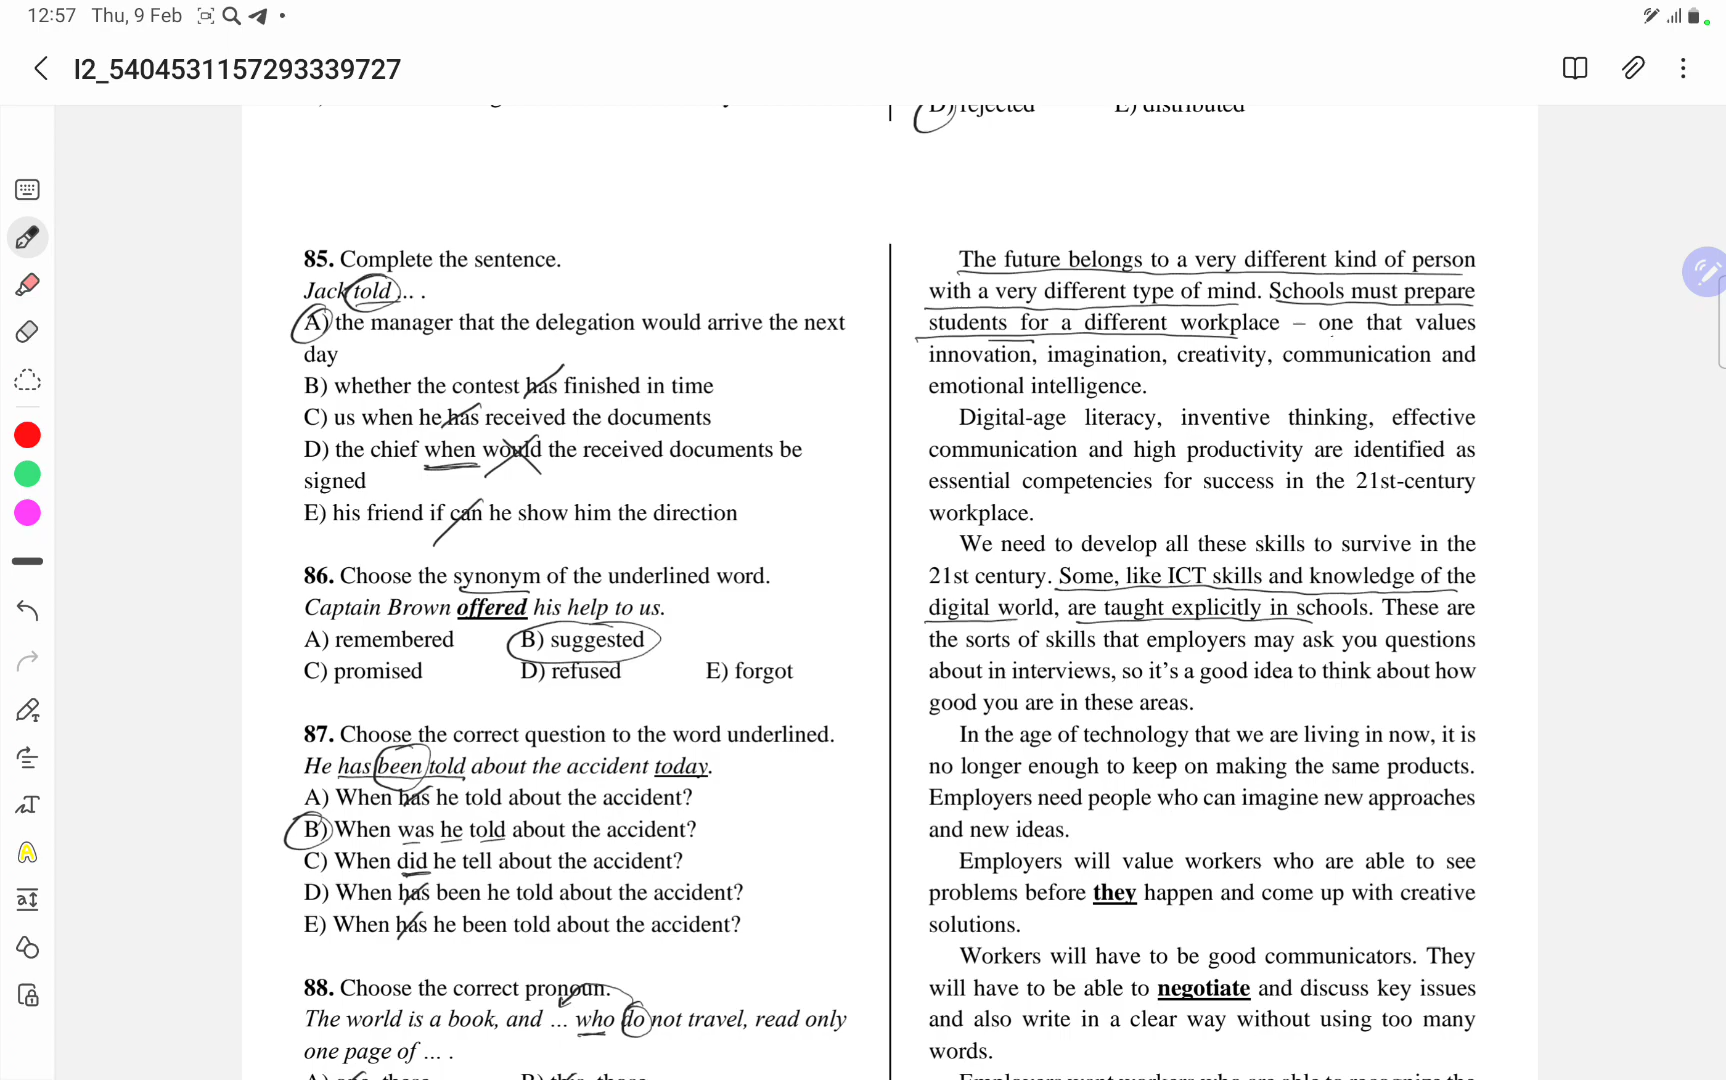 12:57 Thu, 9 Feb
I2_5404531157293339727
D) rejected E) distributed
85. Complete the sentence.
Jack told ... .
A) the manager that the delegation would arrive the next
day
B) whether the contest has finished in time
C) us when he has received the documents
D) the chief when would the received documents be
signed
E) his friend if can he show him the direction
86. Choose the synonym of the underlined word.
Captain Brown offered his help to us.
A) remembered B) suggested
C) promised D) refused E) forgot
87. Choose the correct question to the word underlined.
He has been told about the accident today.
A) When has he told about the accident?
B) When was he told about the accident?
C) When did he tell about the accident?
D) When has been he told about the accident?
E) When has he been told about the accident?
88. Choose the correct pronoun.
The world is a book, and ... who do not travel, read only
one page of ... .
The future belongs to a very different kind of person
with a very different type of mind. Schools must prepare
students for a different workplace – one that values
innovation, imagination, creativity, communication and
emotional intelligence.
Digital-age literacy, inventive thinking, effective
communication and high productivity are identified as
essential competencies for success in the 21st-century
workplace.
We need to develop all these skills to survive in the
21st century. Some, like ICT skills and knowledge of the
digital world, are taught explicitly in schools. These are
the sorts of skills that employers may ask you questions
about in interviews, so it's a good idea to think about how
good you are in these areas.
In the age of technology that we are living in now, it is
no longer enough to keep on making the same products.
Employers need people who can imagine new approaches
and new ideas.
Employers will value workers who are able to see
problems before they happen and come up with creative
solutions.
Workers will have to be good communicators. They
will have to be able to negotiate and discuss key issues
and also write in a clear way without using too many
words.
Employers want workers who are able to recognize the